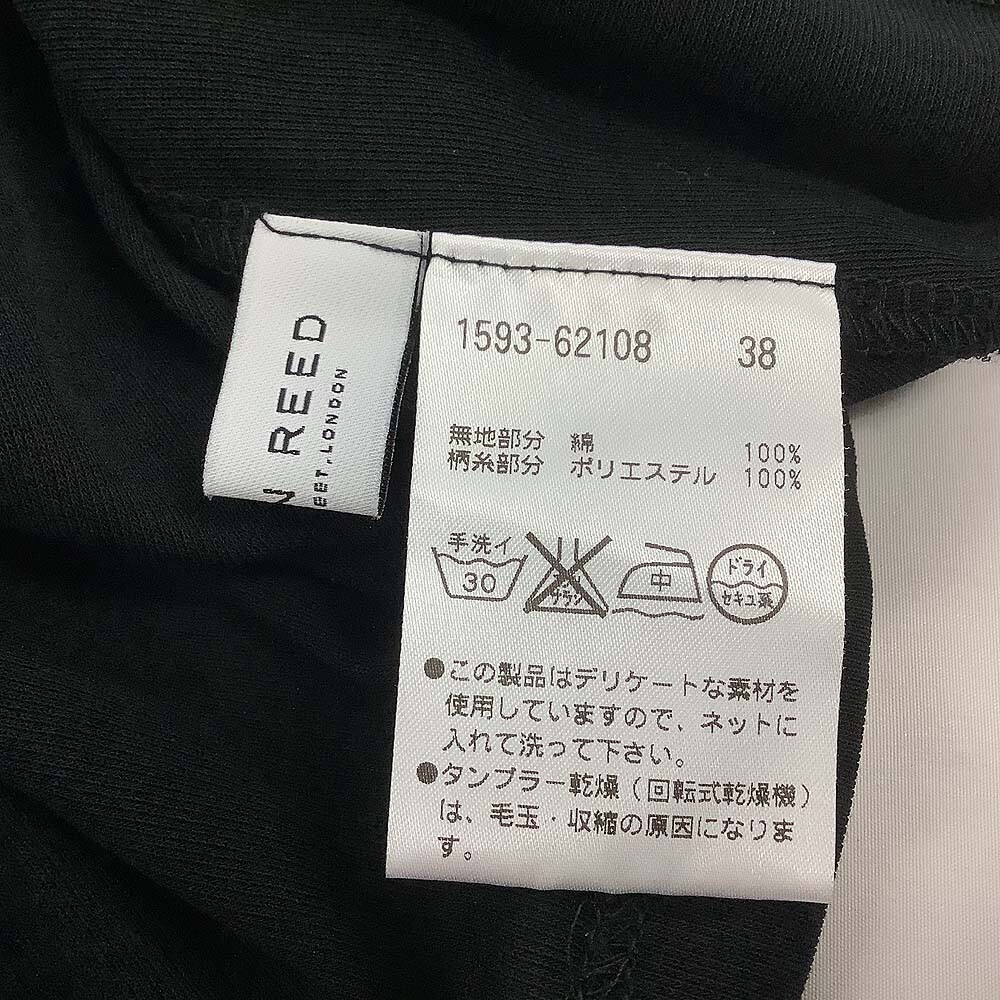 REED
LONDON
1593-62108 38
無地部分 綿 100%
柄糸部分 ポリエステル 100%
手洗イ
30
中
ドライ
セキユ系
●この製品はデリケートな素材を
使用していますので、ネットに
入れて洗って下さい。
●タンブラー乾燥(回転式乾燥機)
は、毛玉・収縮の原因になりま
す。